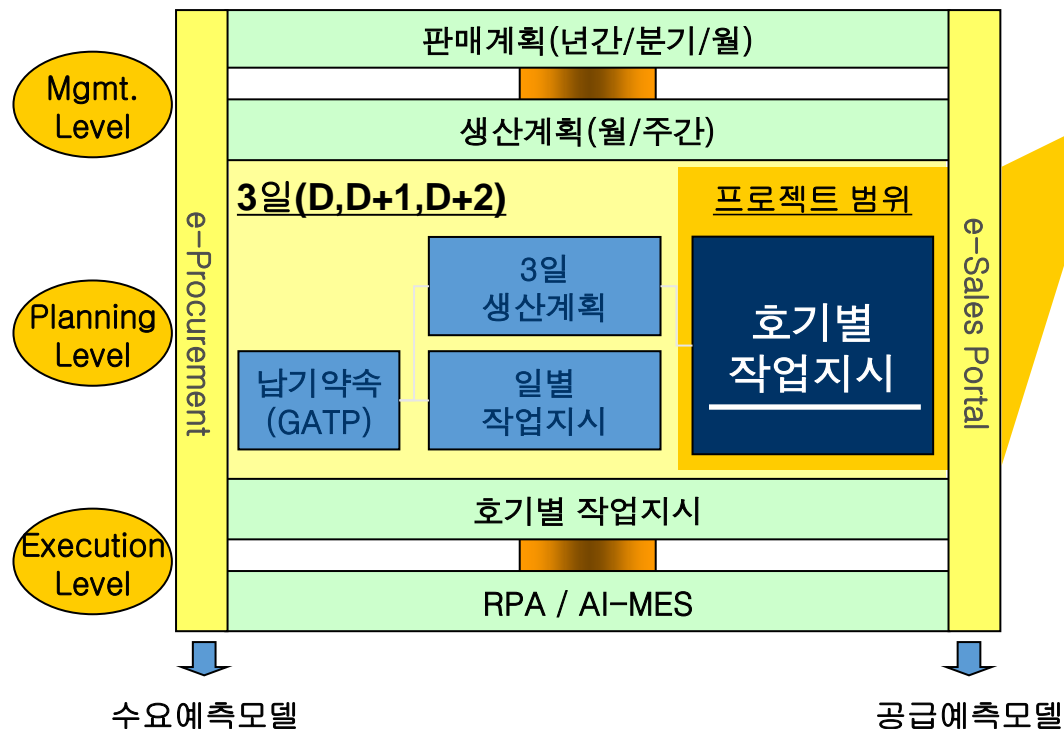 판매계획(년간/분기/월)
Mgmt.
Level
생산계획(월/주간)
3일(D,D+1,D+2)
프로젝트 범위
e-Procurement
e-Sales Portal
3일
생산계획
호기별
작업지시
Planning
Level
납기약속
(GATP)
일별
작업지시
호기별 작업지시
Execution
Level
RPA / AI-MES
수요예측모델
공급예측모델